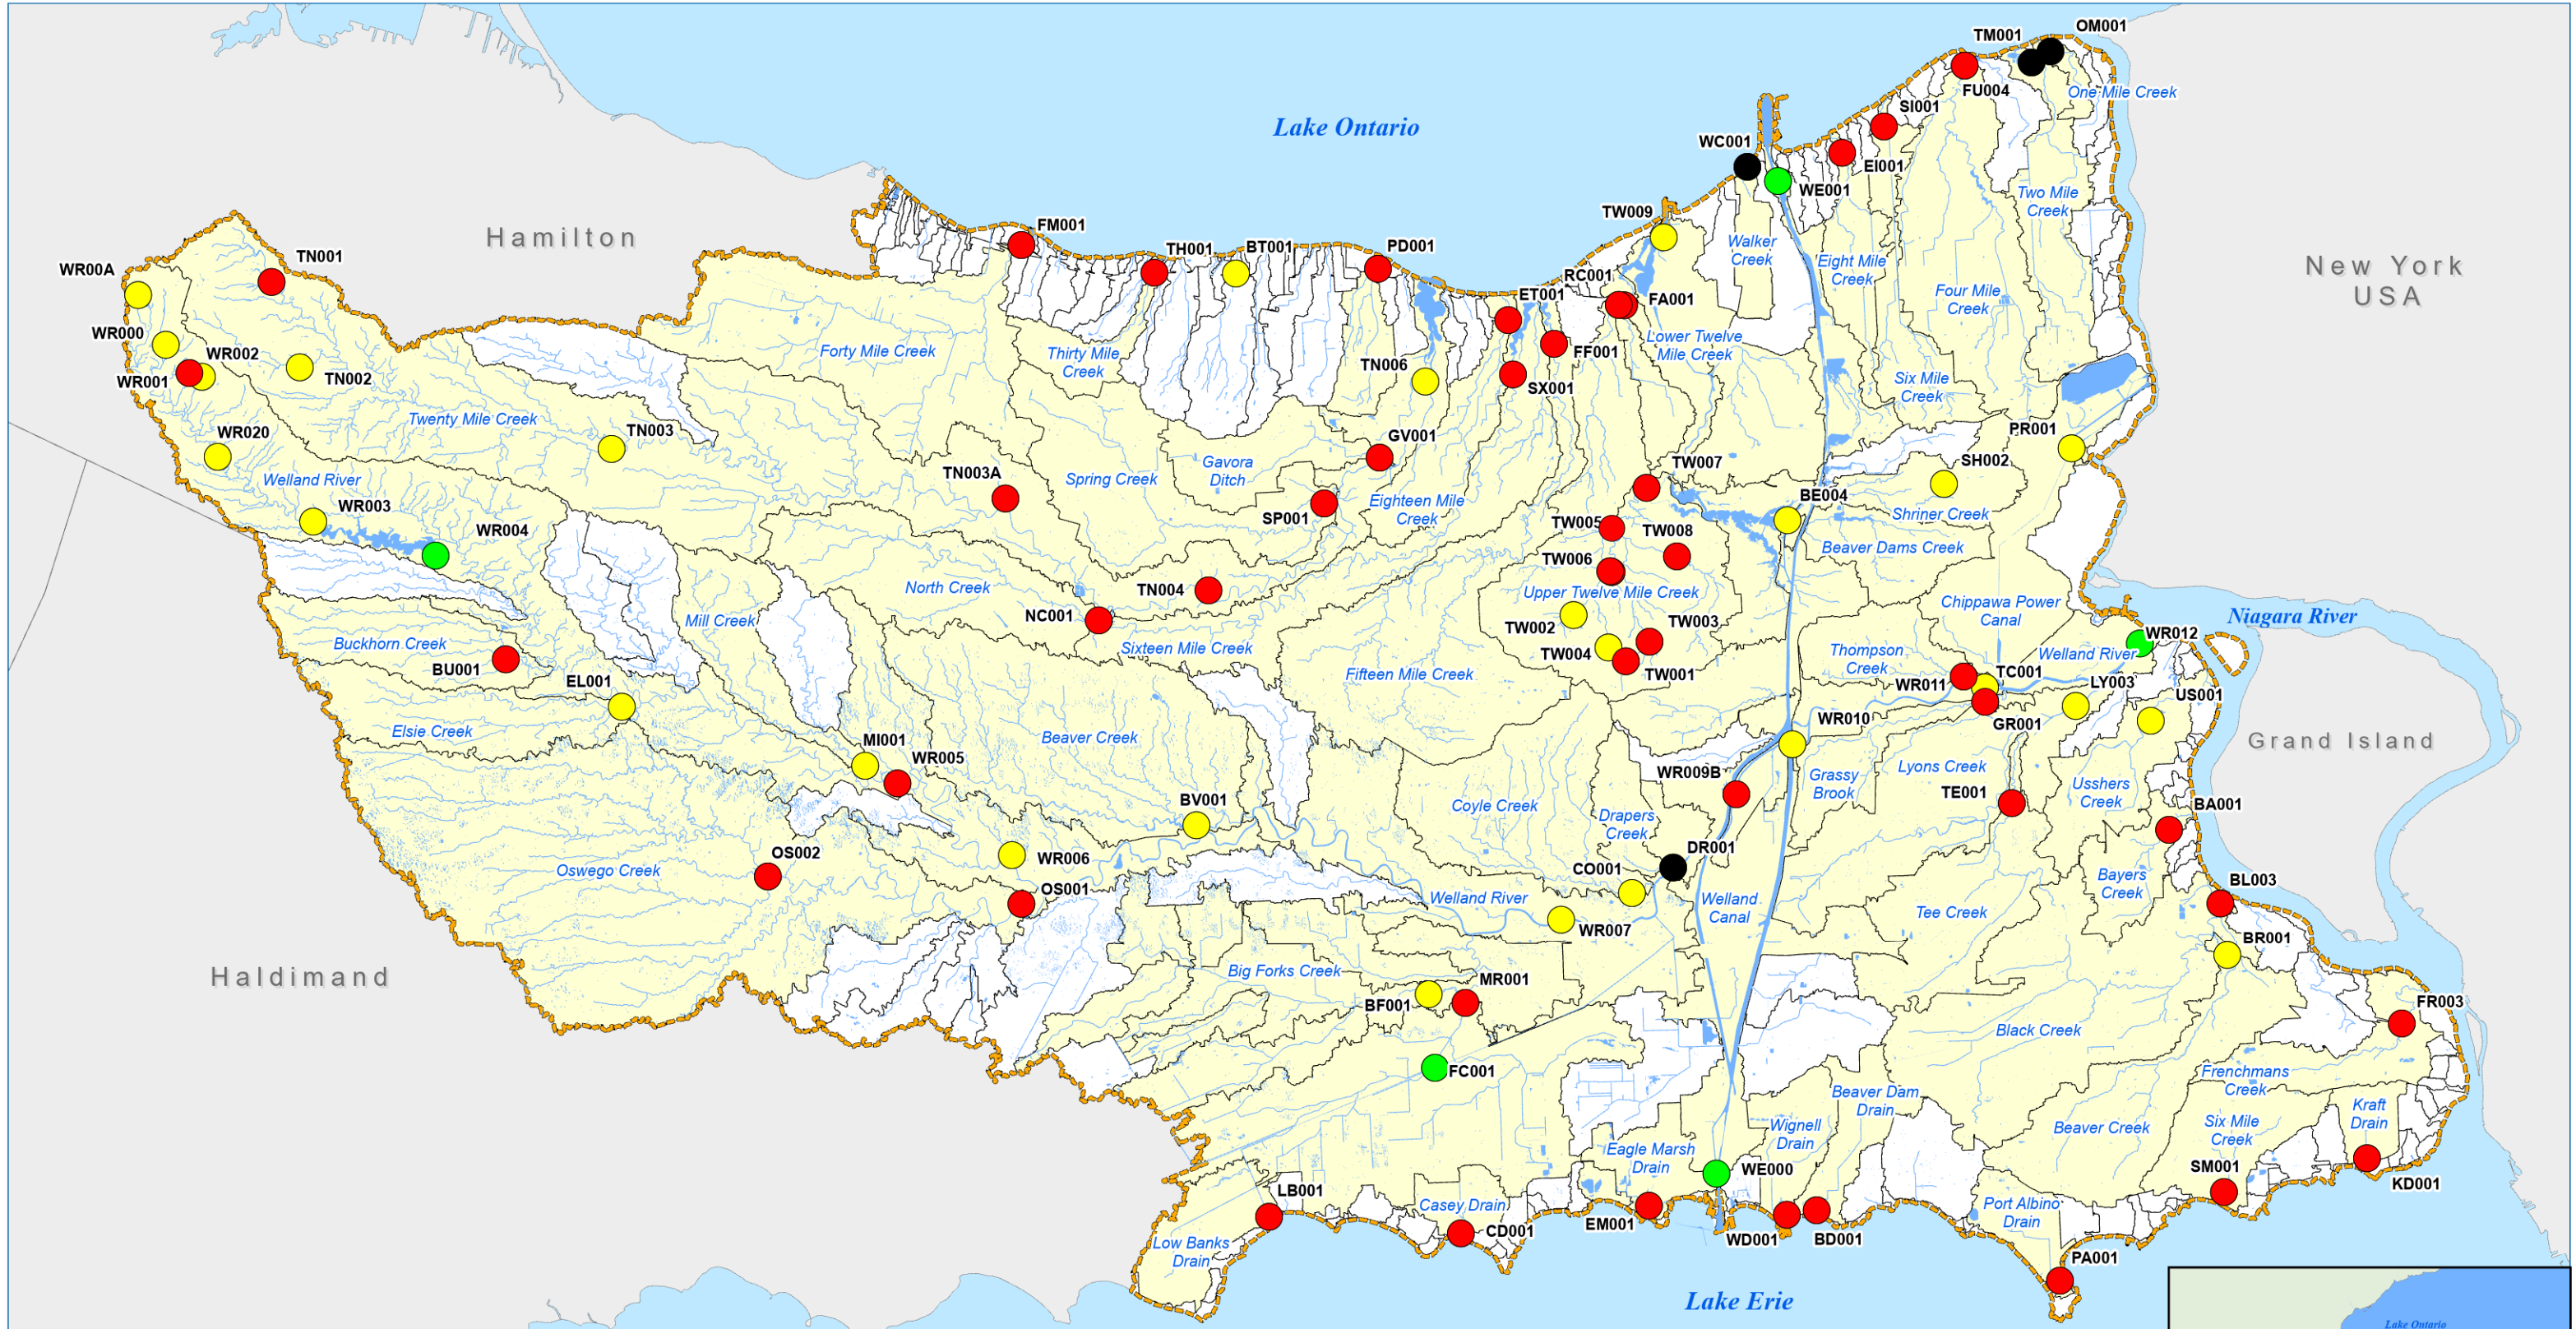 OM001
TM001
FU004
One Mile Creek
SI001
Lake Ontario
WC001
EI001
WE001
Two Mile
Creek
TW009
FM001
Hamilton
TH001
BT001
PD001
Walker
Creek
Eight Mile
Creek
New York
USA
TN001
WR00A
RC001
ET001
FA001
Four Mile
Creek
WR000
WR002
WR001
TN002
Forty Mile Creek
Thirty Mile
Creek
TN006
FF001
Lower Twelve
Mile Creek
SX001
Six Mile
Creek
Twenty Mile Creek
TN003
WR020
GV001
PR001
Welland River
TN003A
Spring Creek
Gavora
Ditch
TW007
SH002
WR003
SP001
Eighteen Mile
Creek
BE004
Shriner Creek
WR004
TW005
TW008
Beaver Dams Creek
TW006
North Creek
TN004
Upper Twelve Mile Creek
Chippawa Power
Canal
NC001
Mill Creek
Buckhorn Creek
BU001
Sixteen Mile Creek
TW002
TW003
TW004
TW001
Niagara River
WR012
Welland River
Thompson
Creek
Fifteen Mile Creek
EL001
WR011
TC001
LY003
US001
Elsie Creek
WR010
GR001
MI001
WR005
Beaver Creek
Grand Island
WR009B
Grassy
Brook
Lyons Creek
Usshers
Creek
TE001
BV001
Coyle Creek
Drapers
Creek
BA001
OS002
WR006
DR001
CO001
Oswego Creek
OS001
Welland River
WR007
Welland
Canal
Tee Creek
Bayers
Creek
BL003
BR001
Haldimand
Big Forks Creek
MR001
BF001
FR003
Black Creek
FC001
Frenchmans
Creek
Beaver Dam
Drain
Wignell
Drain
Kraft
Drain
Six Mile
Creek
Beaver Creek
Eagle Marsh
Drain
WE000
SM001
KD001
LB001
Casey Drain
EM001
CD001
WD001
BD001
Port Albino
Drain
Low Banks
Drain
PA001
Lake Erie
Lake Ontario